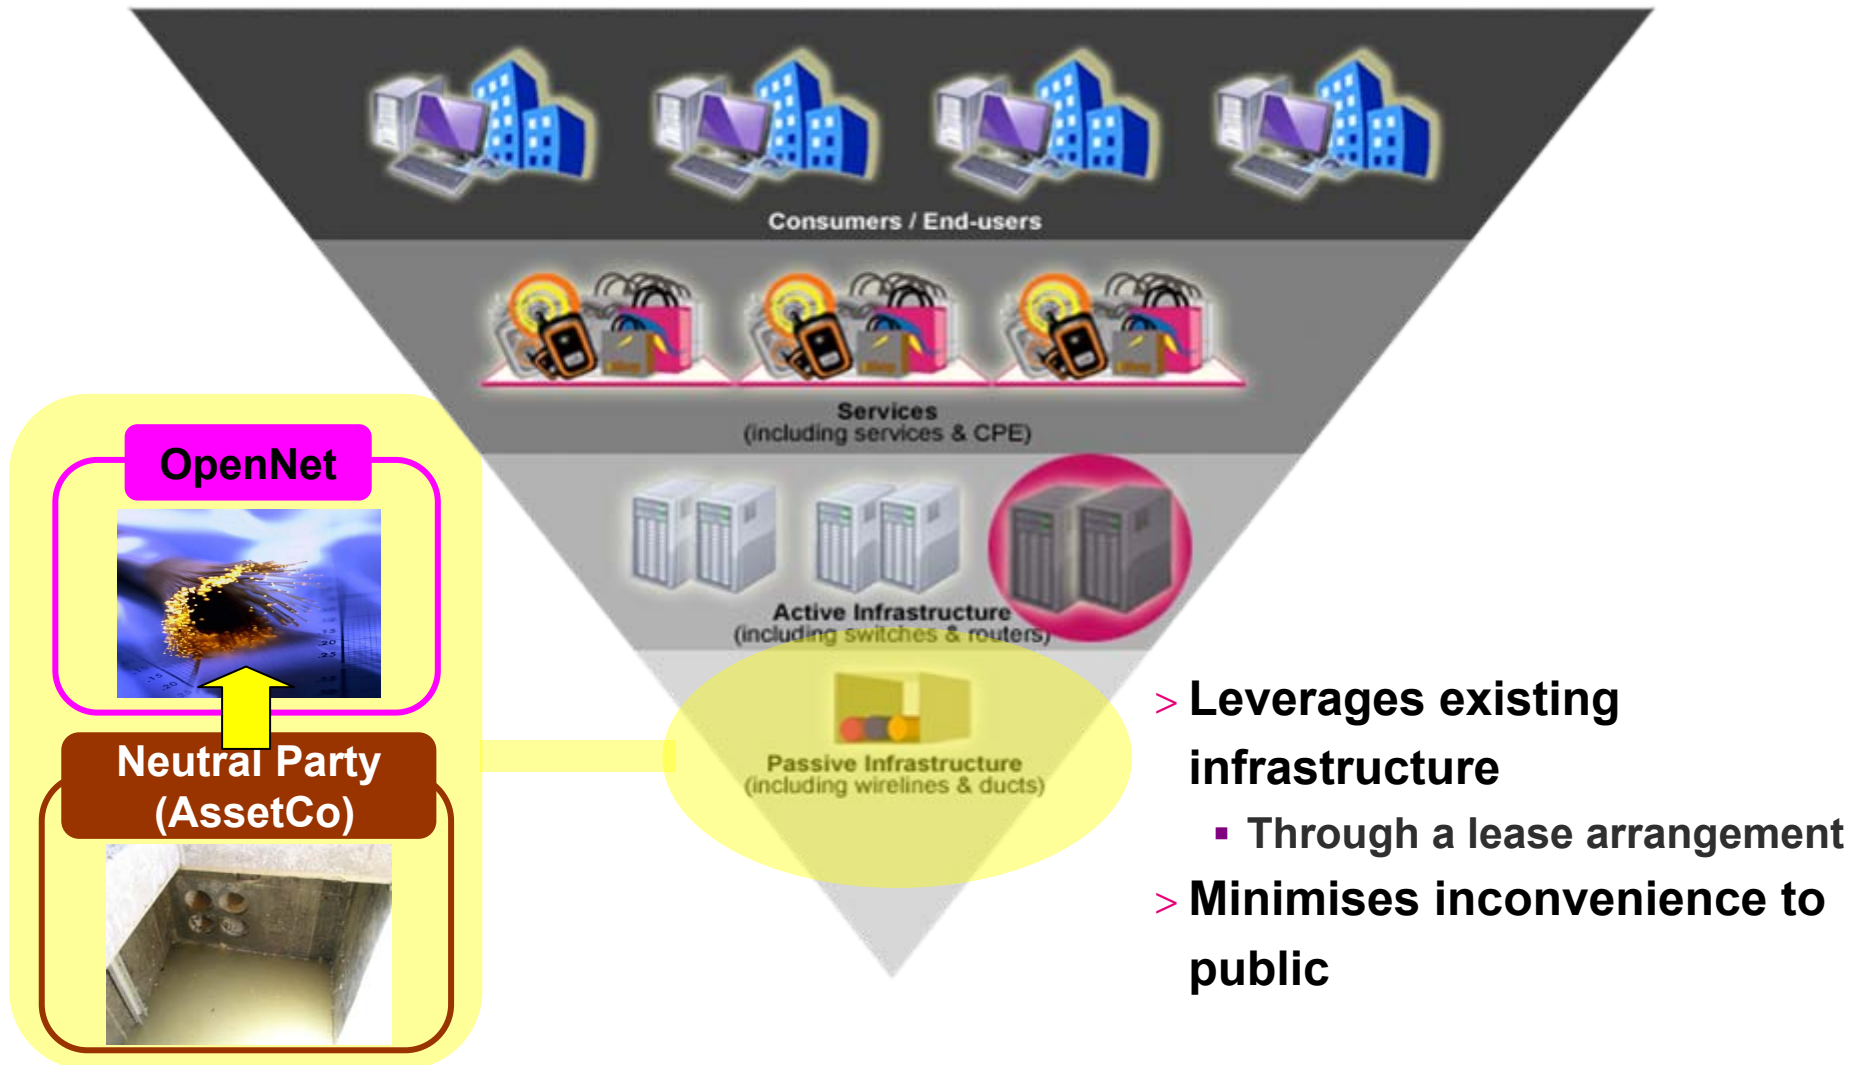 Consumers / End-users
Services
(including services & CPE)
OpenNet
Active Infrastructure
(including switches & routers)
Neutral Party
(AssetCo)
Passive Infrastructure
(including wirelines & ducts)
> Leverages existing
infrastructure
▪ Through a lease arrangement
> Minimises inconvenience to
public